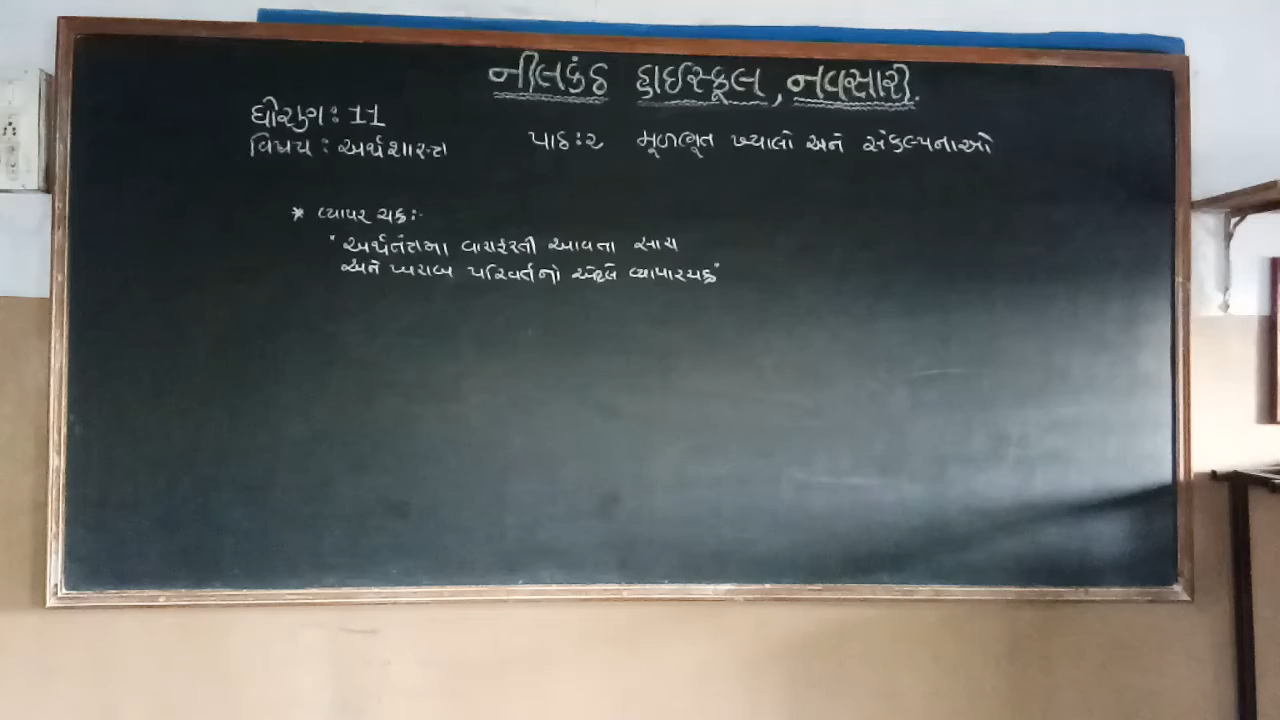 નીલકંઠ હાઈસ્કૂલ, નવસારી.
ધોરણ: 11
વિષય : અર્થશાસ્ત્ર પાઠ:૨ મૂળભૂત ખ્યાલો અને સંકલ્પનાઓ
* વ્યાપાર ચક્ર:-
" અર્થતંત્રમા વારાફરતી આવતા સારા
અને ખરાબ પરિવર્તનો એટલે વ્યાપારચક્ર"